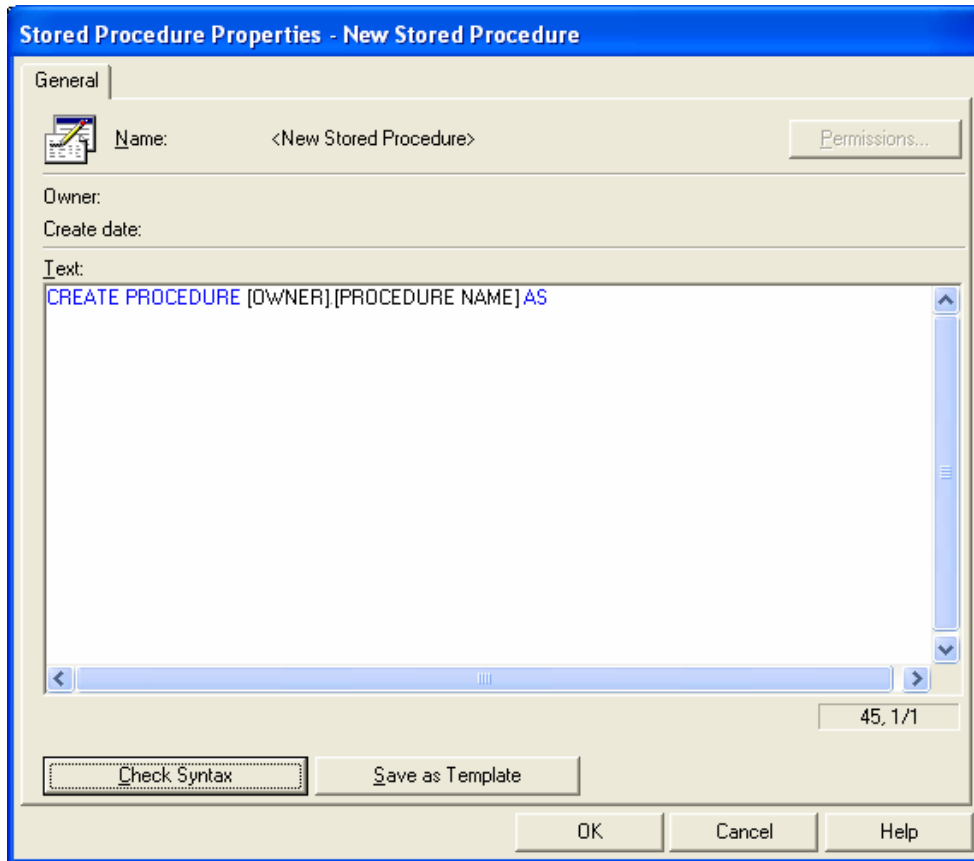 Stored Procedure Properties - New Stored Procedure
General
Name: <New Stored Procedure> Permissions...
Owner:
Create date:
Text:
CREATE PROCEDURE [OWNER].[PROCEDURE NAME] AS
45, 1/1
Check Syntax Save as Template
OK Cancel Help